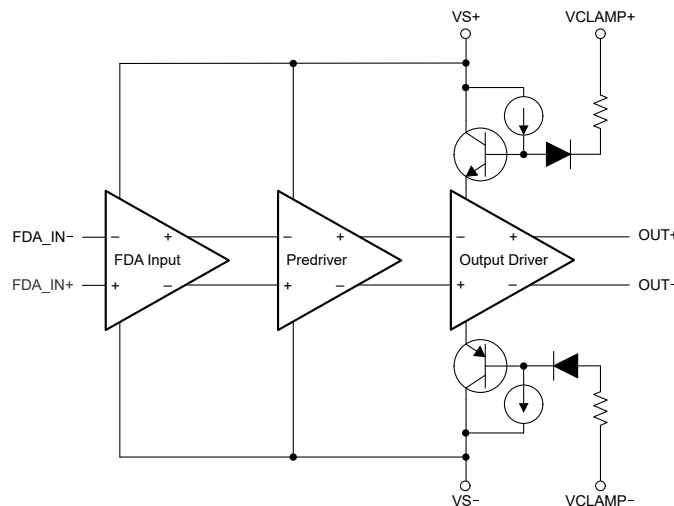 VS+
VCLAMP+
FDA_IN−
− + − + − +
OUT+
FDA Input
Predriver
Output Driver
FDA_IN+
+ − + − + −
OUT−
VS−
VCLAMP−